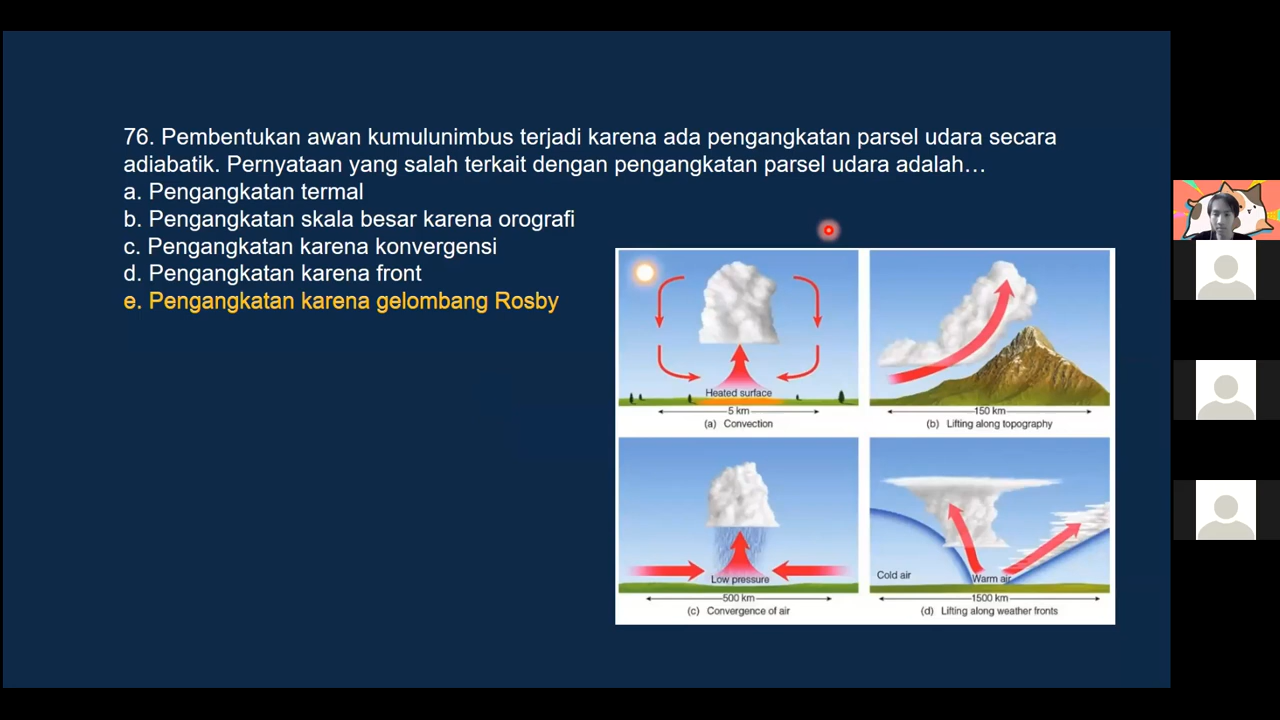 76. Pembentukan awan kumulunimbus terjadi karena ada pengangkatan parsel udara secara
adiabatik. Pernyataan yang salah terkait dengan pengangkatan parsel udara adalah…
a. Pengangkatan termal
b. Pengangkatan skala besar karena orografi
c. Pengangkatan karena konvergensi
d. Pengangkatan karena front
e. Pengangkatan karena gelombang Rosby
Heated surface
5 km
(a) Convection
150 km
(b) Lifting along topography
Low pressure
500 km
(c) Convergence of air
Cold air
Warm air
1500 km
(d) Lifting along weather fronts